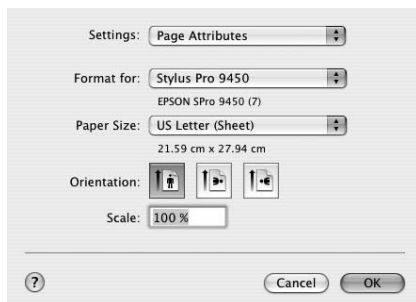 Settings: Page Attributes
Format for: Stylus Pro 9450
EPSON SPro 9450 (7)
Paper Size: US Letter (Sheet)
21.59 cm x 27.94 cm
Orientation:
Scale: 100 %
? Cancel OK